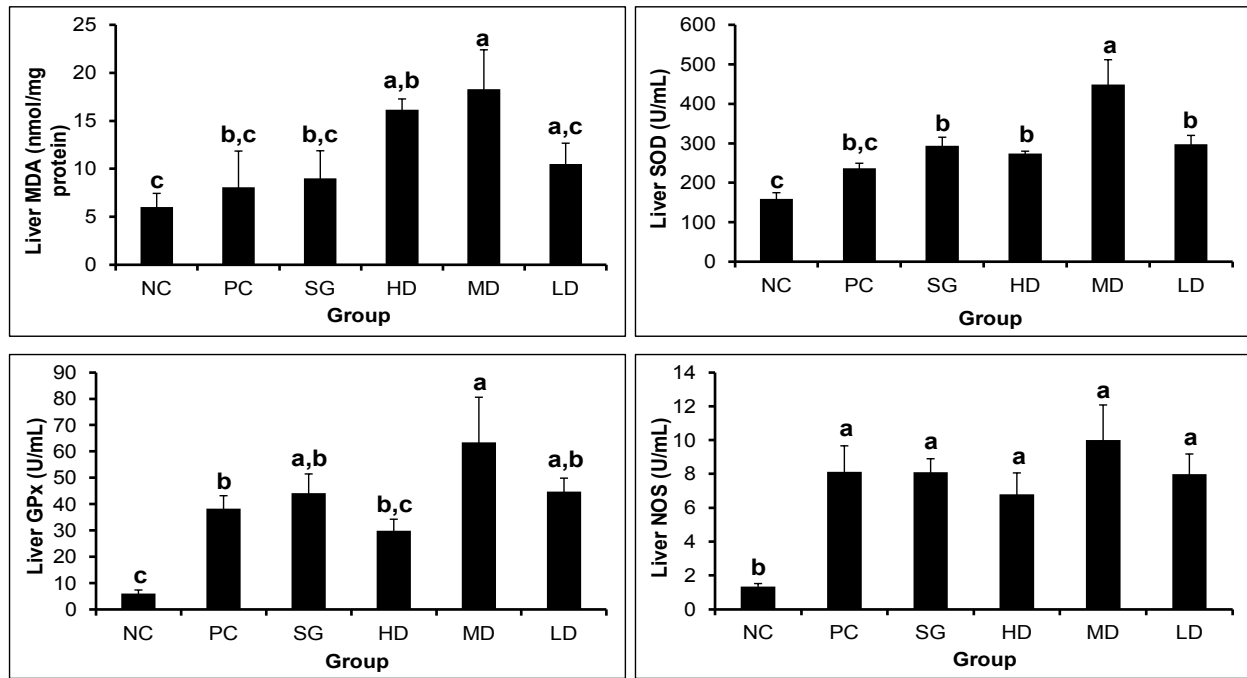 Liver MDA (nmol/mg
protein)
25
20
15
10
5
0
c
b,c
b,c
a,b
a
a,c
NC PC SG HD MD LD
Group
Liver SOD (U/mL)
600
500
400
300
200
100
0
c
b,c
b
b
a
b
NC PC SG HD MD LD
Group
Liver GPx (U/mL)
90
80
70
60
50
40
30
20
10
0
c
b
a,b
b,c
a
a,b
NC PC SG HD MD LD
Group
Liver NOS (U/mL)
14
12
10
8
6
4
2
0
b
a
a
a
a
a
NC PC SG HD MD LD
Group